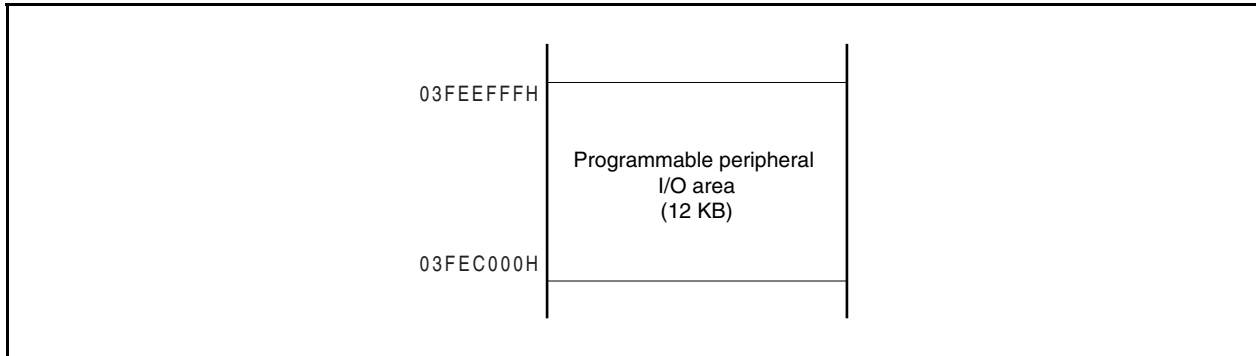 03FEEFFFH
Programmable peripheral
I/O area
(12 KB)
03FEC000H